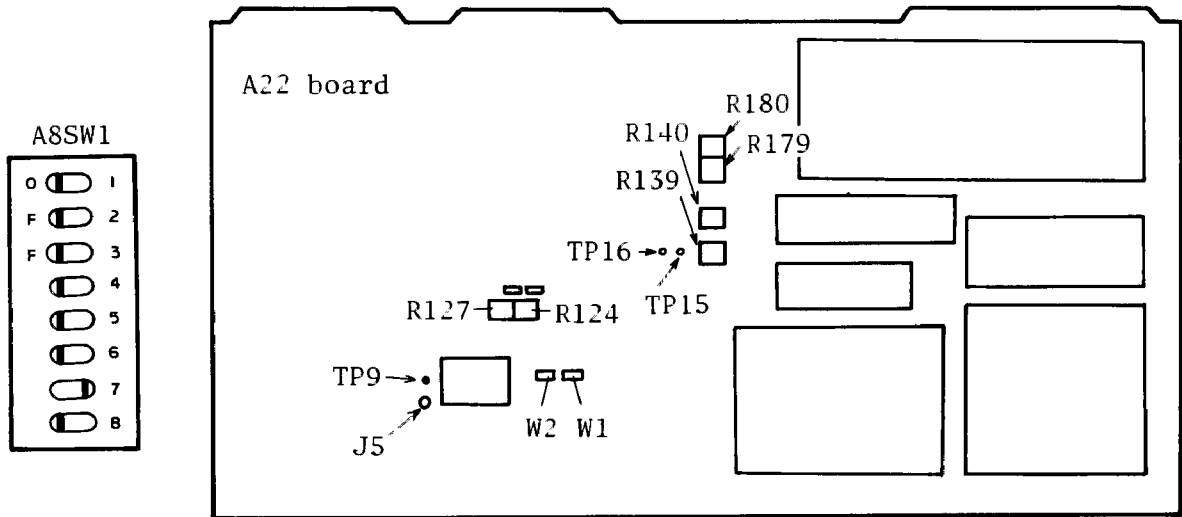 A22 board
R180
R140
R179
R139
TP16
TP15
R127
R124
TP9
J5
W2
W1
A8SW1
O 1
F 2
F 3
4
5
6
7
8